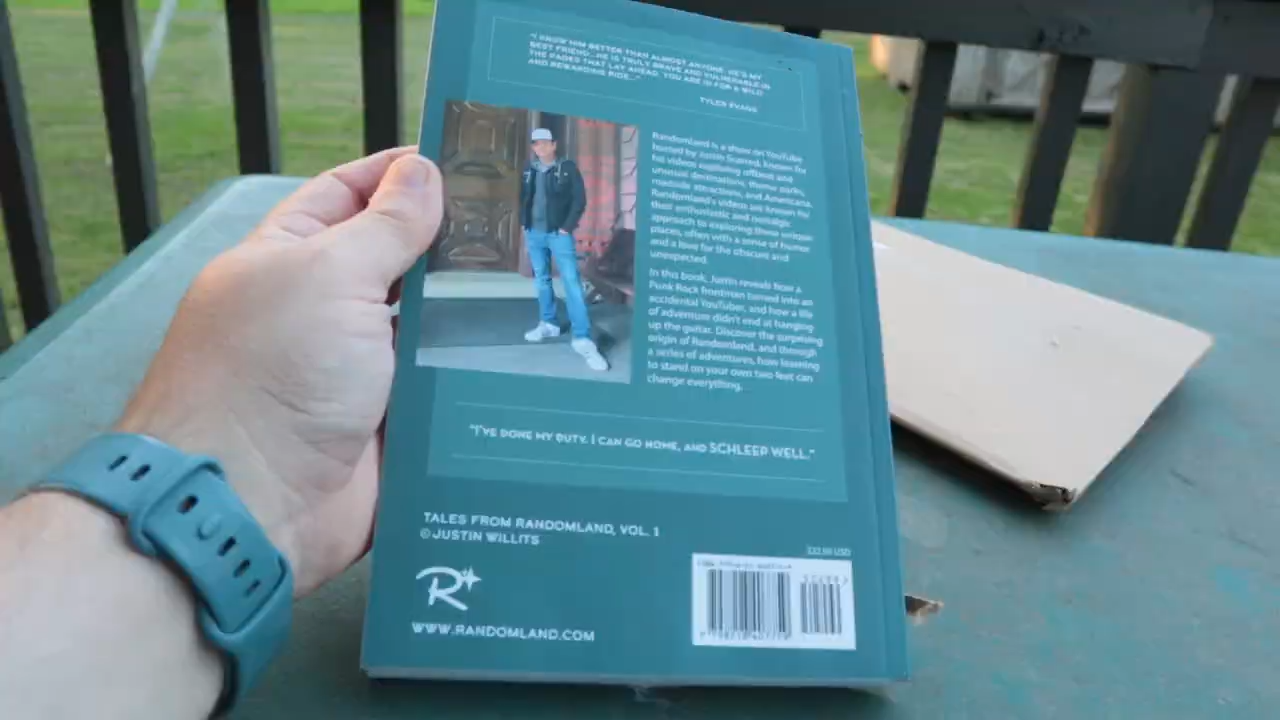 "I KNOW HIM BETTER THAN ALMOST ANYONE. HE'S MY
BEST FRIEND...HE IS TRULY BRAVE AND VULNERABLE IN
THE PAGES THAT LAY AHEAD. YOU ARE IN FOR A WILD
AND REWARDING RIDE..."
TYLER EVANS
Randomland is a show on YouTube
hosted by Justin Scarred, known for
his videos exploring offbeat and
unusual destinations, theme parks,
roadside attractions, and Americana.
Randomland's videos are known for
their enthusiastic and nostalgic
approach to exploring these unique
places, often with a sense of humor
and a love for the obscure and
unexpected.
In this book, Justin reveals how a
Punk Rock frontman turned into an
accidental YouTuber, and how a life
of adventure didn't end at hanging
up the guitar. Discover the surprising
origin of Randomland, and through
a series of adventures, how learning
to stand on your own two feet can
change everything.
"I'VE DONE MY DUTY. I CAN GO HOME, AND SCHLEEP WELL."
TALES FROM RANDOMLAND, VOL. 1
© JUSTIN WILLITS
R
WWW.RANDOMLAND.COM